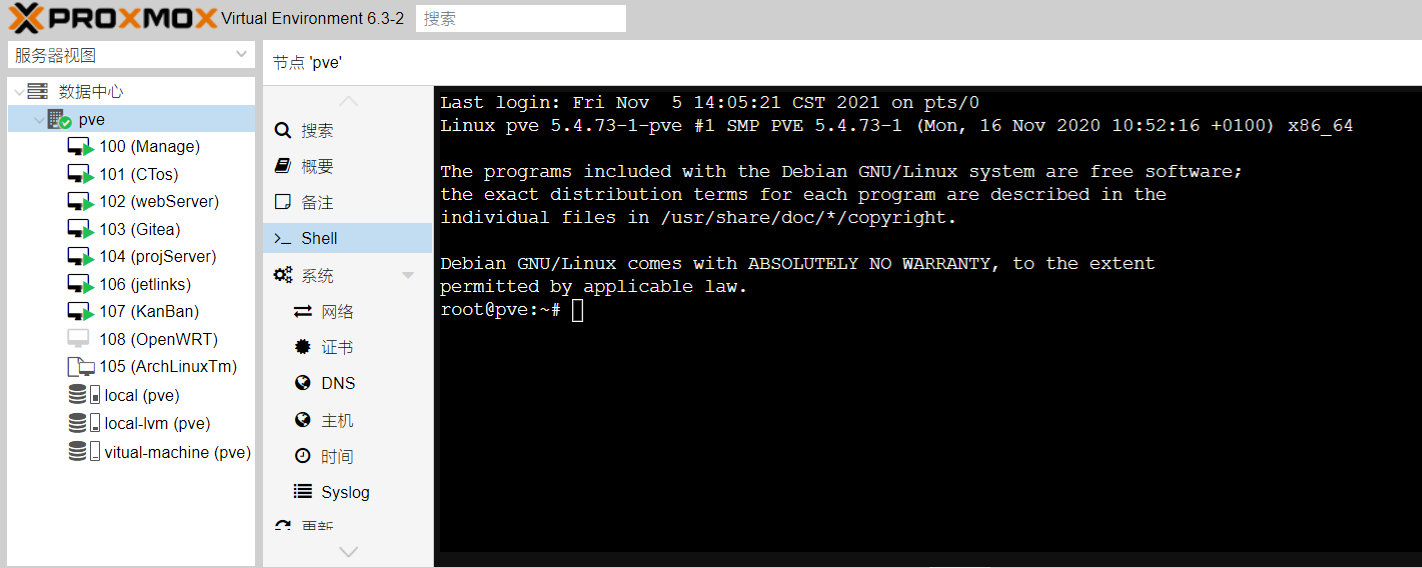 PROXMOX Virtual Environment 6.3-2 搜索
服务器视图
数据中心
pve
100 (Manage)
101 (CTos)
102 (webServer)
103 (Gitea)
104 (projServer)
106 (jetlinks)
107 (KanBan)
108 (OpenWRT)
105 (ArchLinuxTm)
local (pve)
local-lvm (pve)
vitual-machine (pve)
节点 'pve'
搜索
概要
备注
Shell
系统
网络
证书
DNS
主机
时间
Syslog
更新
Last login: Fri Nov  5 14:05:21 CST 2021 on pts/0
Linux pve 5.4.73-1-pve #1 SMP PVE 5.4.73-1 (Mon, 16 Nov 2020 10:52:16 +0100) x86_64
The programs included with the Debian GNU/Linux system are free software;
the exact distribution terms for each program are described in the
individual files in /usr/share/doc/*/copyright.
Debian GNU/Linux comes with ABSOLUTELY NO WARRANTY, to the extent
permitted by applicable law.
root@pve:~#